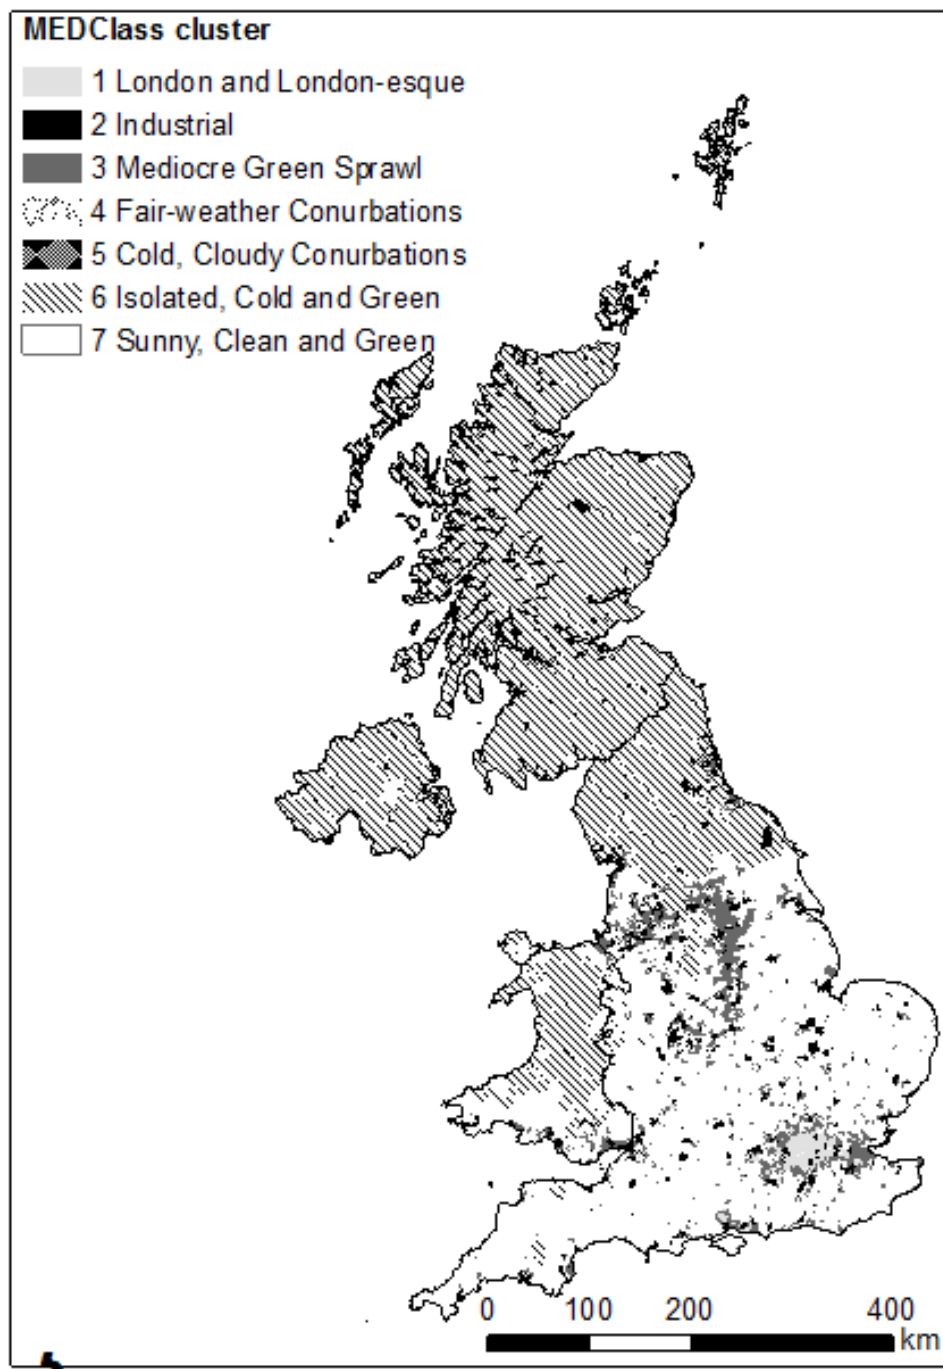 MEDClass cluster
1 London and London-esque
2 Industrial
3 Mediocre Green Sprawl
4 Fair-weather Conurbations
5 Cold, Cloudy Conurbations
6 Isolated, Cold and Green
7 Sunny, Clean and Green
0 100 200 400
km